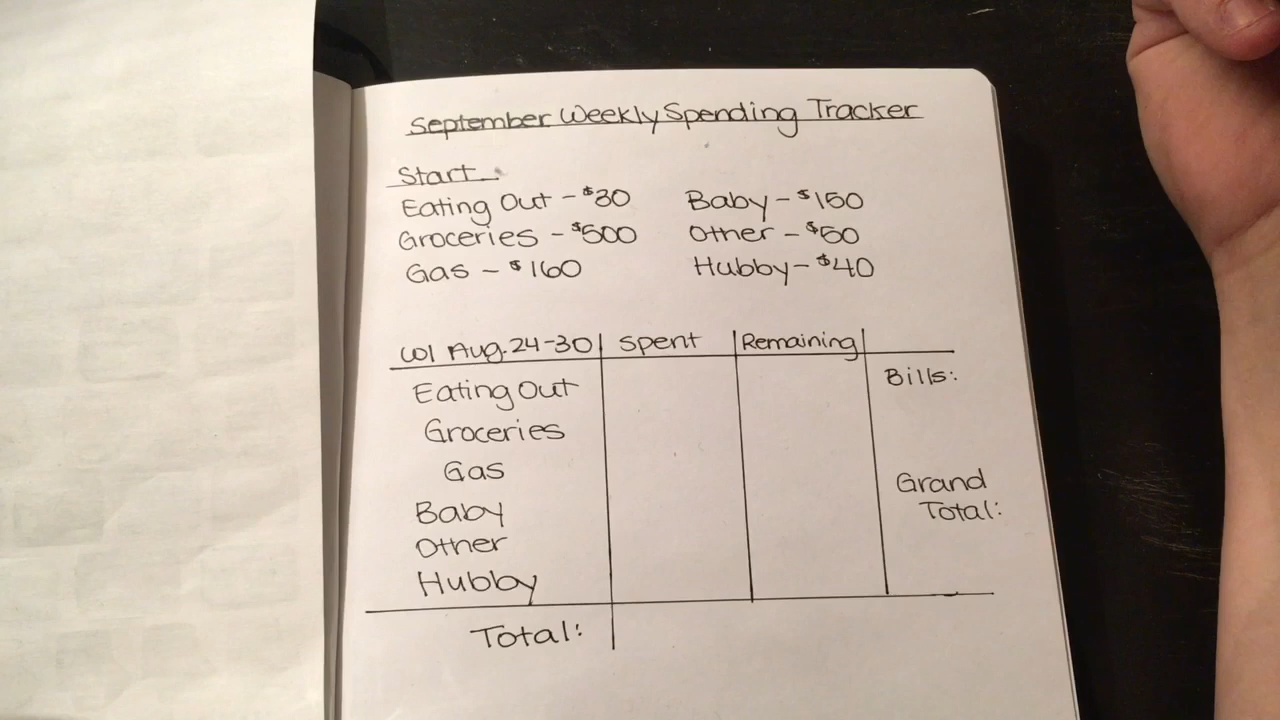 September Weekly Spending Tracker
Start
Eating Out - $30 Baby - $150
Groceries - $500 Other - $50
Gas - $160 Hubby - $40
W1 Aug. 24-30 Spent Remaining
Eating Out Bills:
Groceries
Gas Grand
Baby Total:
Other
Hubby
Total: